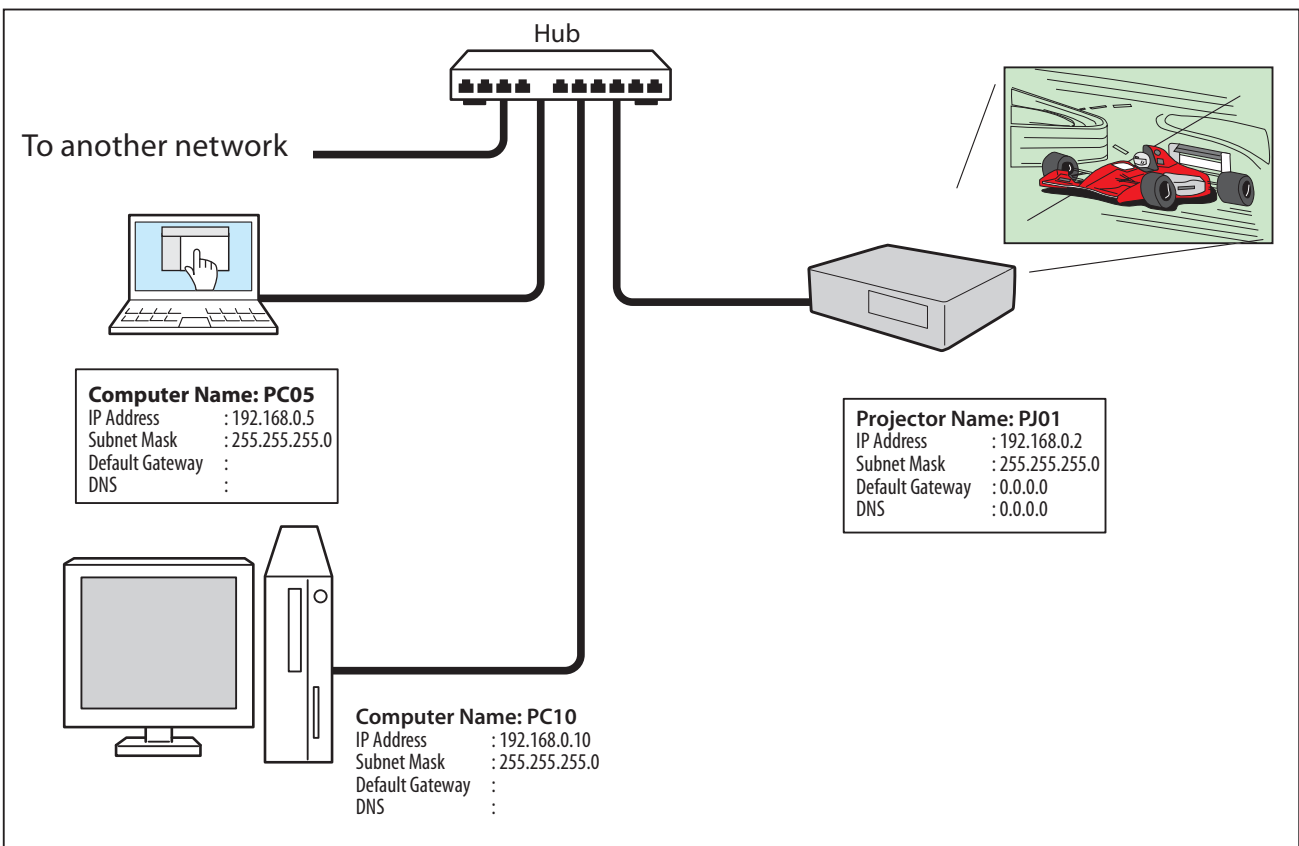 Hub
To another network
Computer Name: PC05
IP Address : 192.168.0.5
Subnet Mask : 255.255.255.0
Default Gateway :
DNS :
Projector Name: PJ01
IP Address : 192.168.0.2
Subnet Mask : 255.255.255.0
Default Gateway : 0.0.0.0
DNS : 0.0.0.0
Computer Name: PC10
IP Address : 192.168.0.10
Subnet Mask : 255.255.255.0
Default Gateway :
DNS :